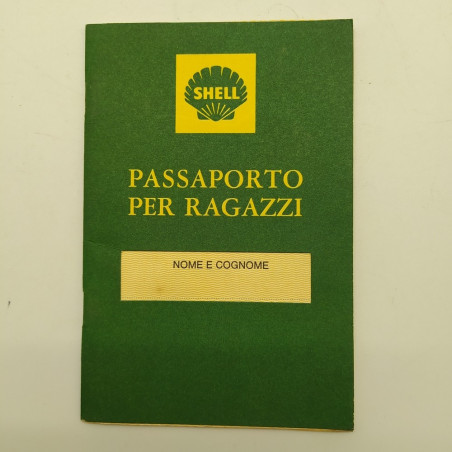 SHELL
PASSAPORTO
PER RAGAZZI
NOME E COGNOME